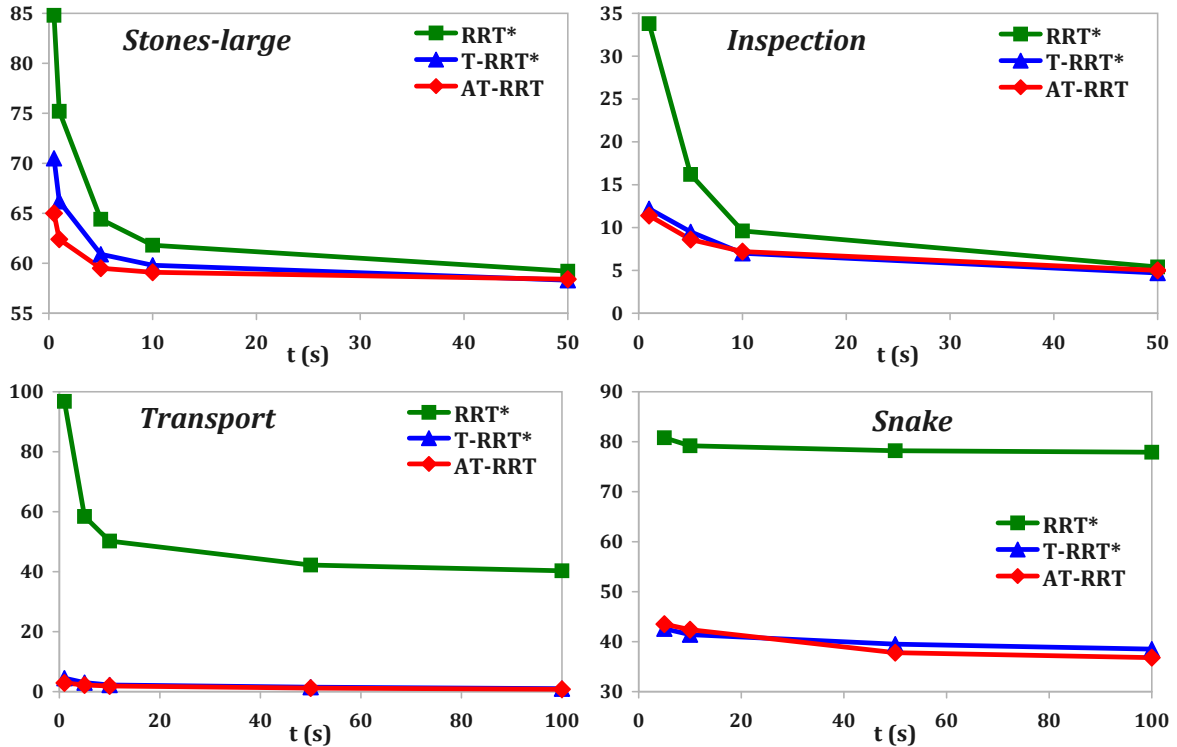 Stones-large
RRT*
T-RRT*
AT-RRT
85
80
75
70
65
60
55
0 10 20 30 40 50
t (s)
Inspection
RRT*
T-RRT*
AT-RRT
35
30
25
20
15
10
5
0
0 10 20 30 40 50
t (s)
Transport
RRT*
T-RRT*
AT-RRT
100
80
60
40
20
0
0 20 40 60 80 100
t (s)
Snake
RRT*
T-RRT*
AT-RRT
90
80
70
60
50
40
30
0 20 40 60 80 100
t (s)